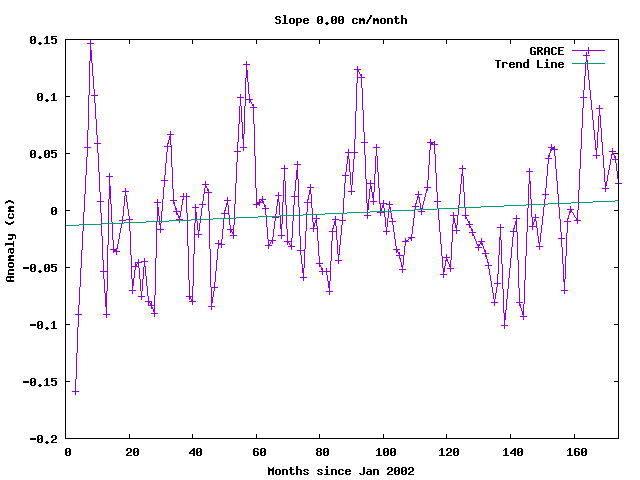 Slope 0.00 cm/month
GRACE
Trend Line
0.15
0.1
0.05
0
-0.05
-0.1
-0.15
-0.2
Anomaly (cm)
0 20 40 60 80 100 120 140 160
Months since Jan 2002